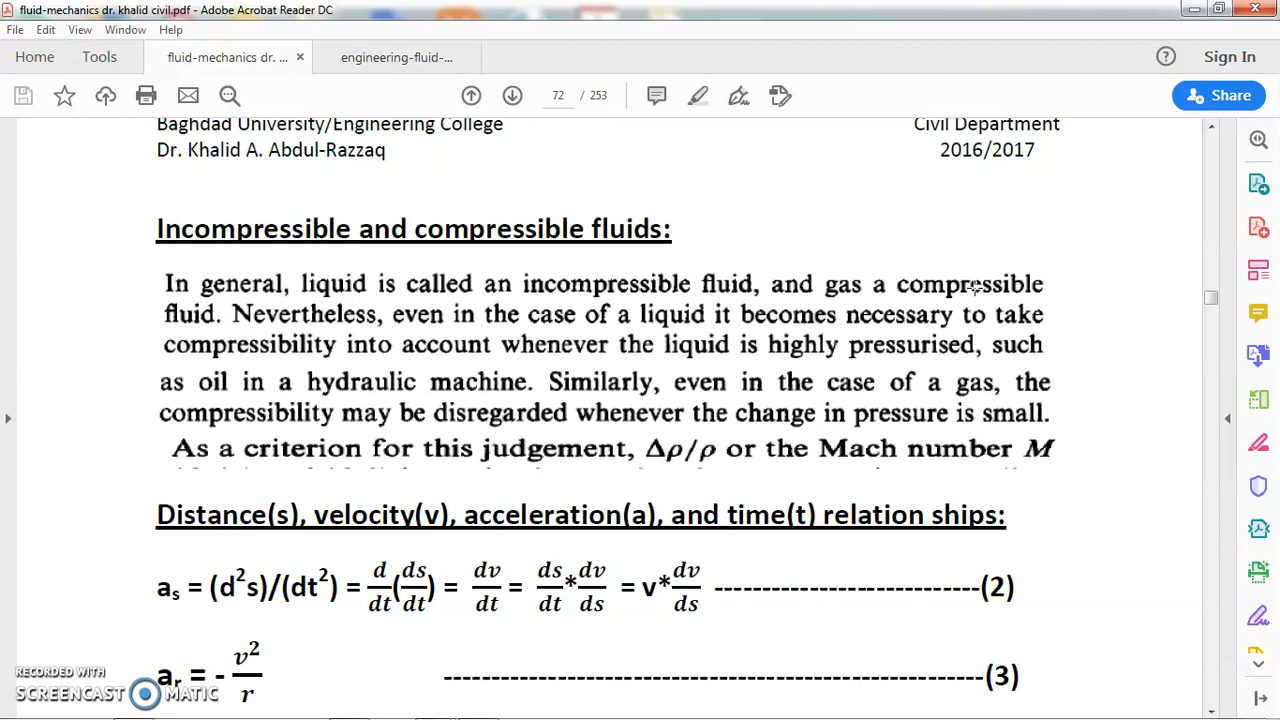 fluid-mechanics dr. khalid civil.pdf - Adobe Acrobat Reader DC
File Edit View Window Help
Home Tools fluid-mechanics dr. ... × engineering-fluid-... Sign In
72 / 253 Share
Baghdad University/Engineering College Civil Department
Dr. Khalid A. Abdul-Razzaq 2016/2017
Incompressible and compressible fluids:
In general, liquid is called an incompressible fluid, and gas a compressible
fluid. Nevertheless, even in the case of a liquid it becomes necessary to take
compressibility into account whenever the liquid is highly pressurised, such
as oil in a hydraulic machine. Similarly, even in the case of a gas, the
compressibility may be disregarded whenever the change in pressure is small.
As a criterion for this judgement, Δρ/ρ or the Mach number M
Distance(s), velocity(v), acceleration(a), and time(t) relation ships:
aₛ = (d²s)/(dt²) = d/dt(ds/dt) = dv/dt = ds/dt*dv/ds = v*dv/ds ----------------------------(2)
aᵣ = - v²/r ---------------------------------------------------------(3)
RECORDED WITH
SCREENCAST MATIC